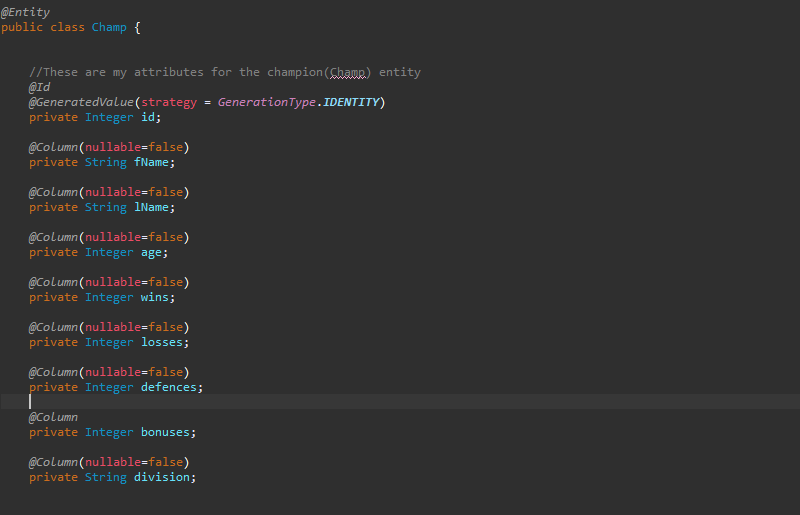 @Entity
public class Champ {
//These are my attributes for the champion(Champ) entity
@Id
@GeneratedValue(strategy = GenerationType.IDENTITY)
private Integer id;
@Column(nullable=false)
private String fName;
@Column(nullable=false)
private String lName;
@Column(nullable=false)
private Integer age;
@Column(nullable=false)
private Integer wins;
@Column(nullable=false)
private Integer losses;
@Column(nullable=false)
private Integer defences;
@Column
private Integer bonuses;
@Column(nullable=false)
private String division;